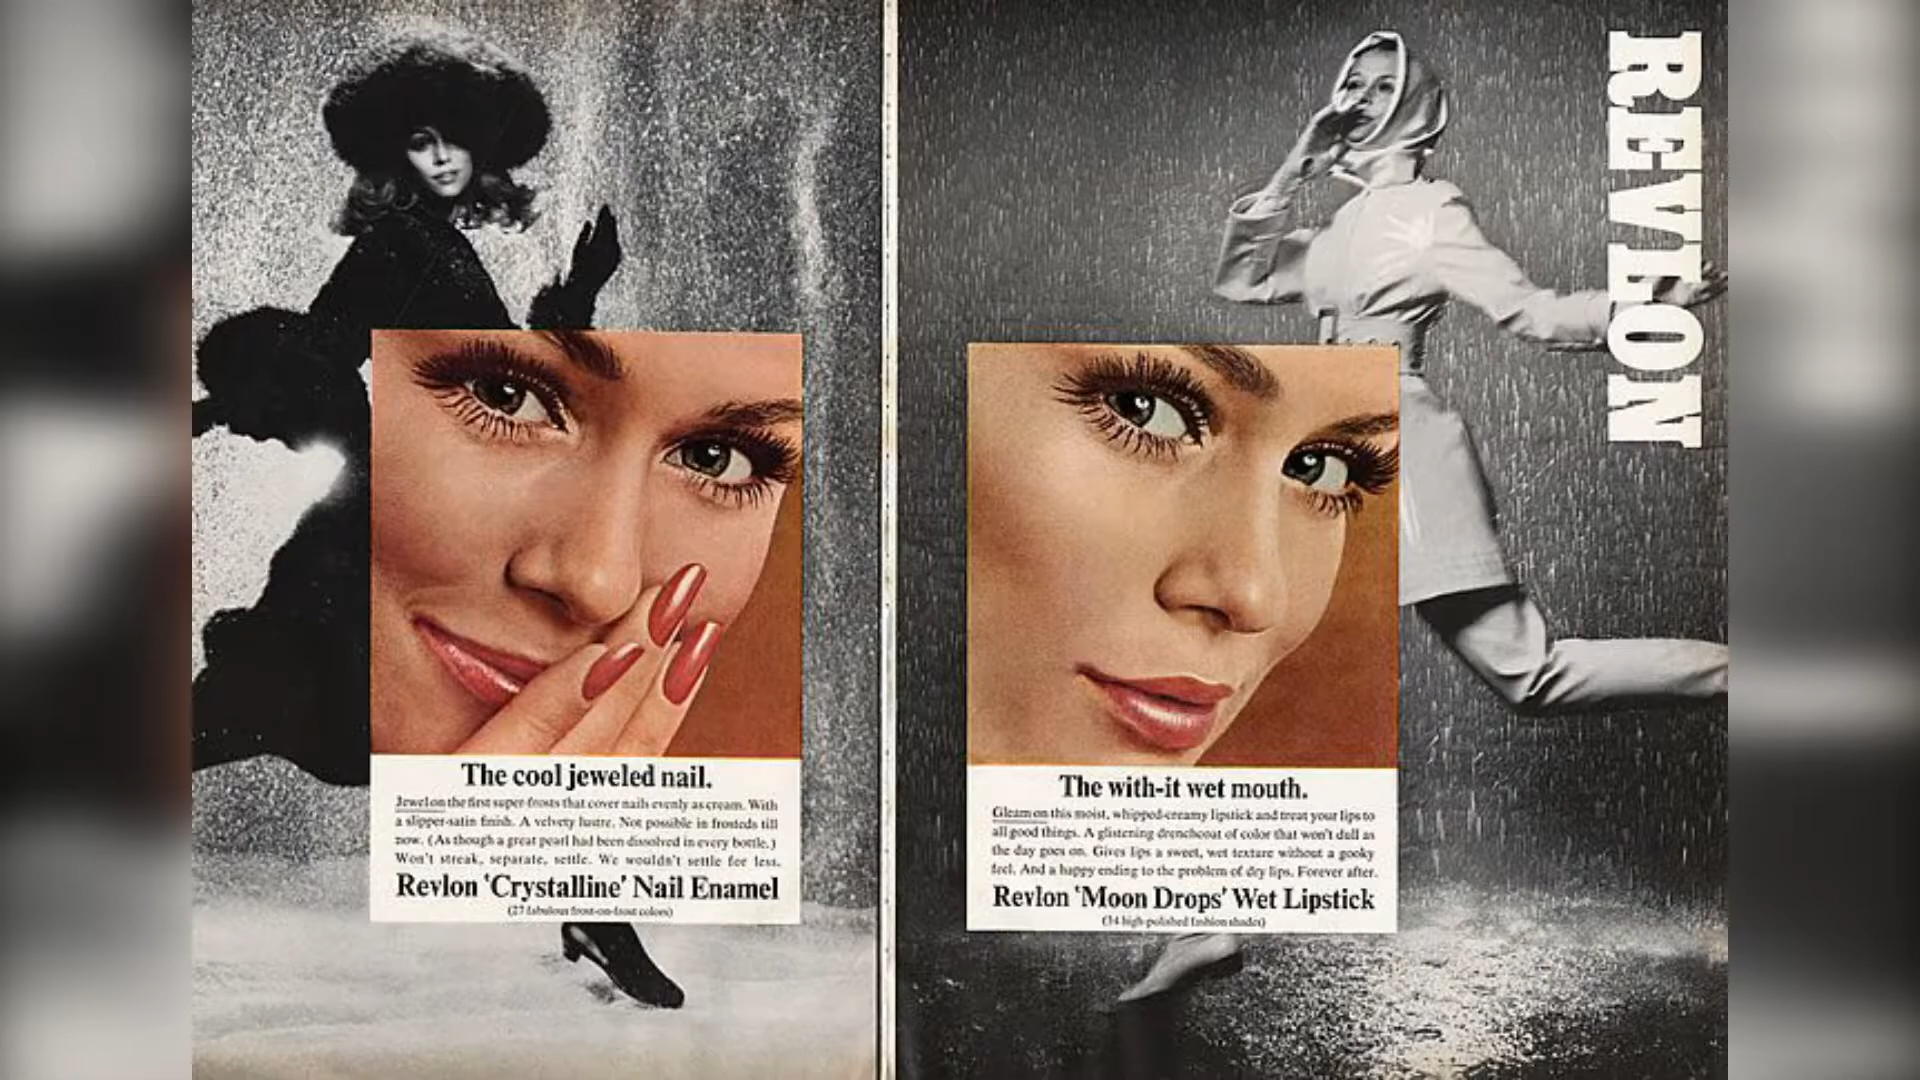 The cool jeweled nail.
Jewel on the first super-frosts that cover nails evenly as cream. With
a slipper-satin finish. A velvety lustre. Not possible in frosteds till
now. (As though a great pearl had been dissolved in every bottle.)
Won't streak, separate, settle. We wouldn't settle for less.
Revlon 'Crystalline' Nail Enamel
(27 fabulous frost-on-frost colors)
REVLON
The with-it wet mouth.
Gleam on this moist, whipped-creamy lipstick and treat your lips to
all good things. A glistening drenchcoat of color that won't dull as
the day goes on. Gives lips a sweet, wet texture without a gooky
feel. And a happy ending to the problem of dry lips. Forever after.
Revlon 'Moon Drops' Wet Lipstick
(34 high-polished fashion shades)